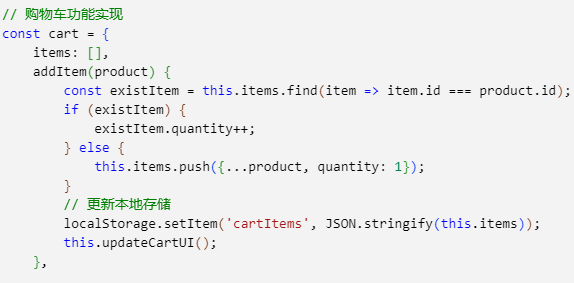 // 购物车功能实现
const cart = {
    items: [],
    addItem(product) {
        const existItem = this.items.find(item => item.id === product.id);
        if (existItem) {
            existItem.quantity++;
        } else {
            this.items.push({...product, quantity: 1});
        }
        // 更新本地存储
        localStorage.setItem('cartItems', JSON.stringify(this.items));
        this.updateCartUI();
    },